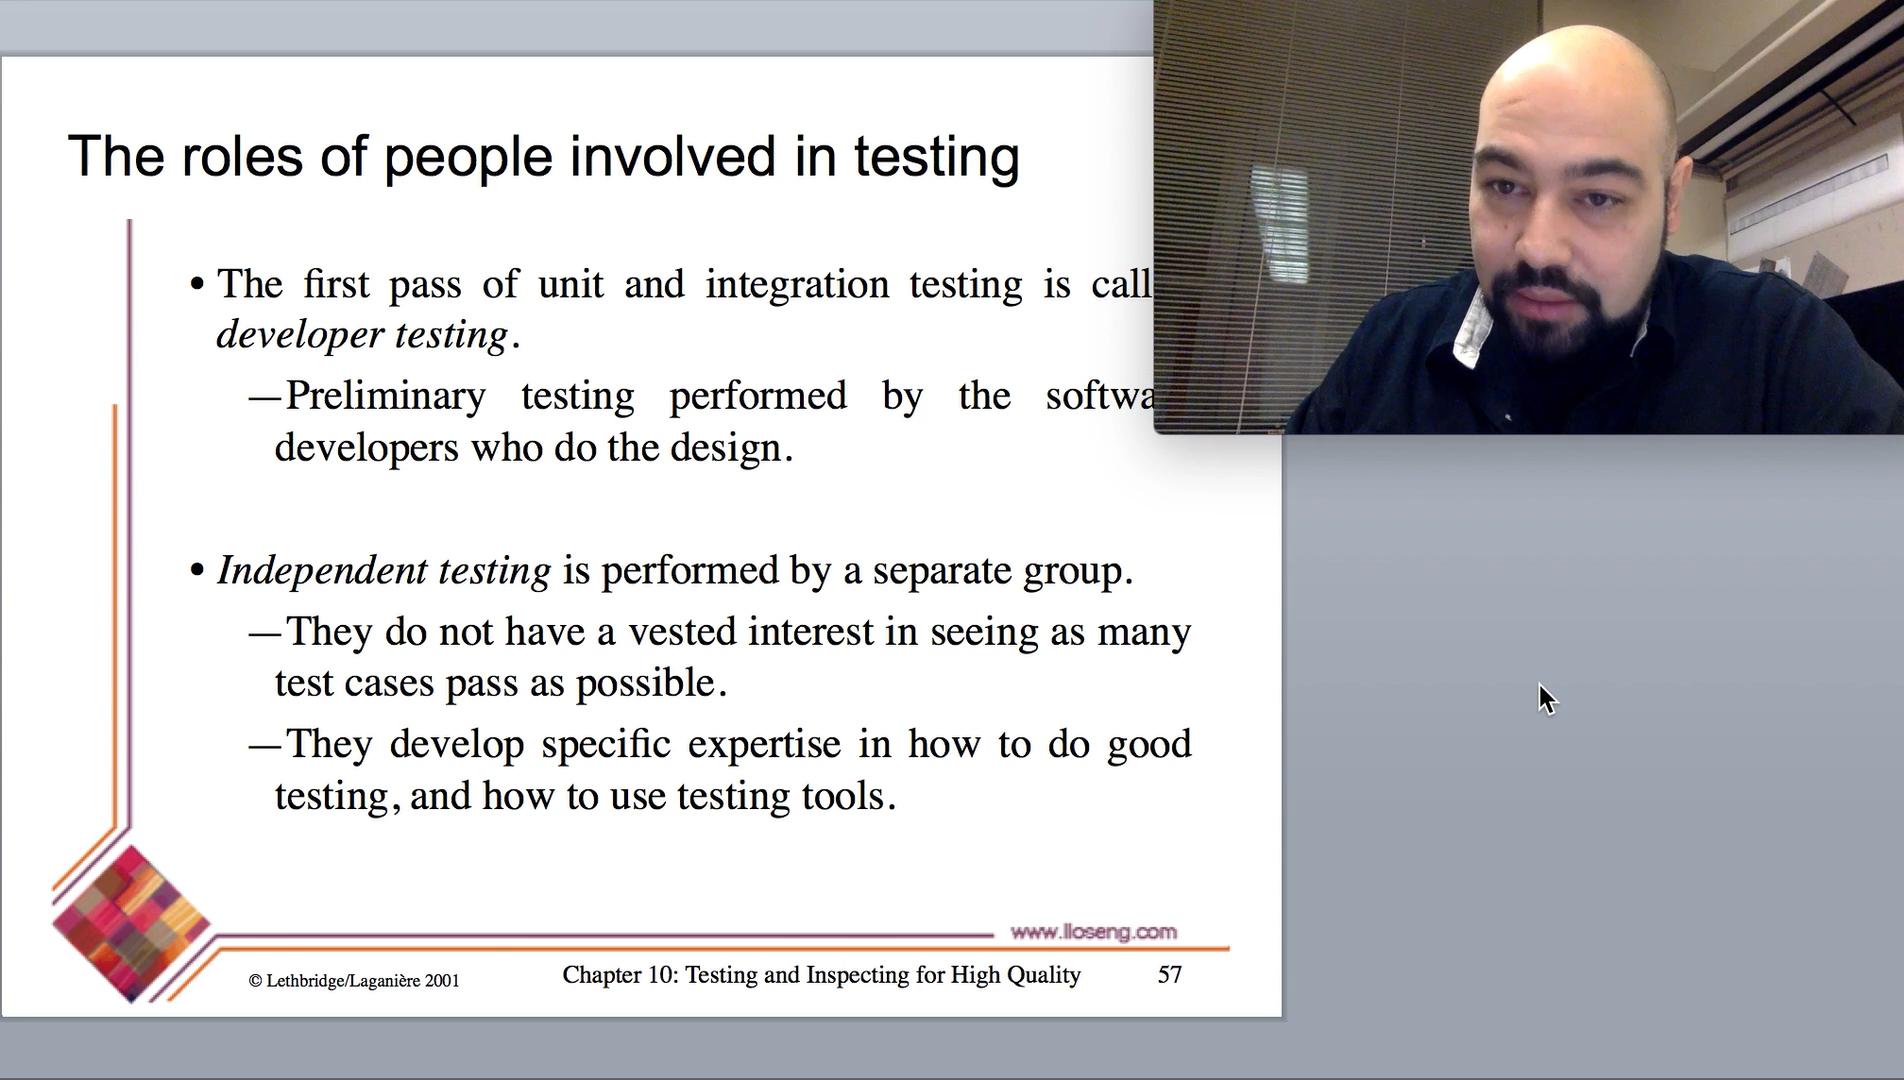 The roles of people involved in testing
• The first pass of unit and integration testing is call
developer testing.
—Preliminary testing performed by the softwa
developers who do the design.
• Independent testing is performed by a separate group.
—They do not have a vested interest in seeing as many
test cases pass as possible.
—They develop specific expertise in how to do good
testing, and how to use testing tools.
www.lloseng.com
© Lethbridge/Laganière 2001
Chapter 10: Testing and Inspecting for High Quality
57